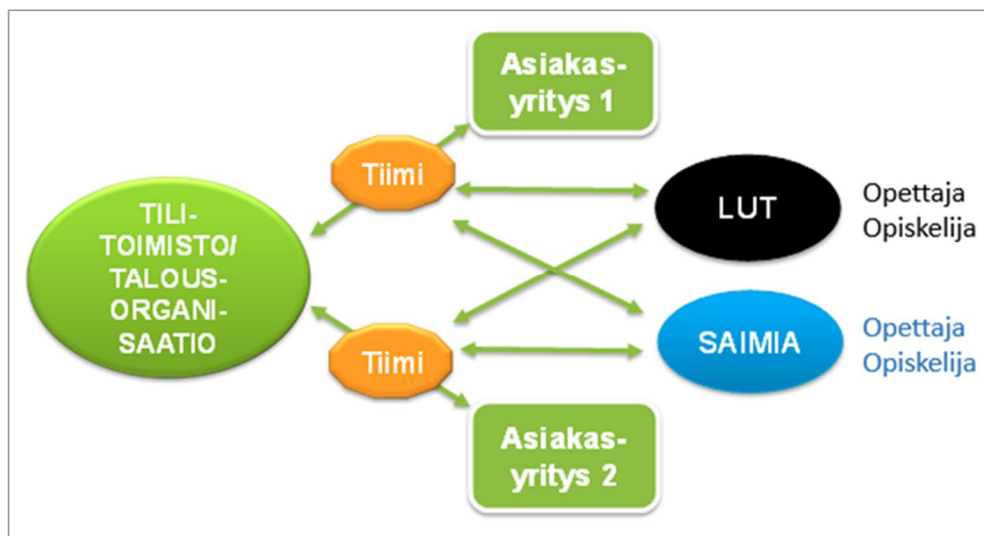 Asiakas-
yritys 1
Tiimi
TILI-
TOIMISTO/
TALOUS-
ORGANI-
SAATIO
LUT
Opettaja
Opiskelija
SAIMIA
Opettaja
Opiskelija
Tiimi
Asiakas-
yritys 2